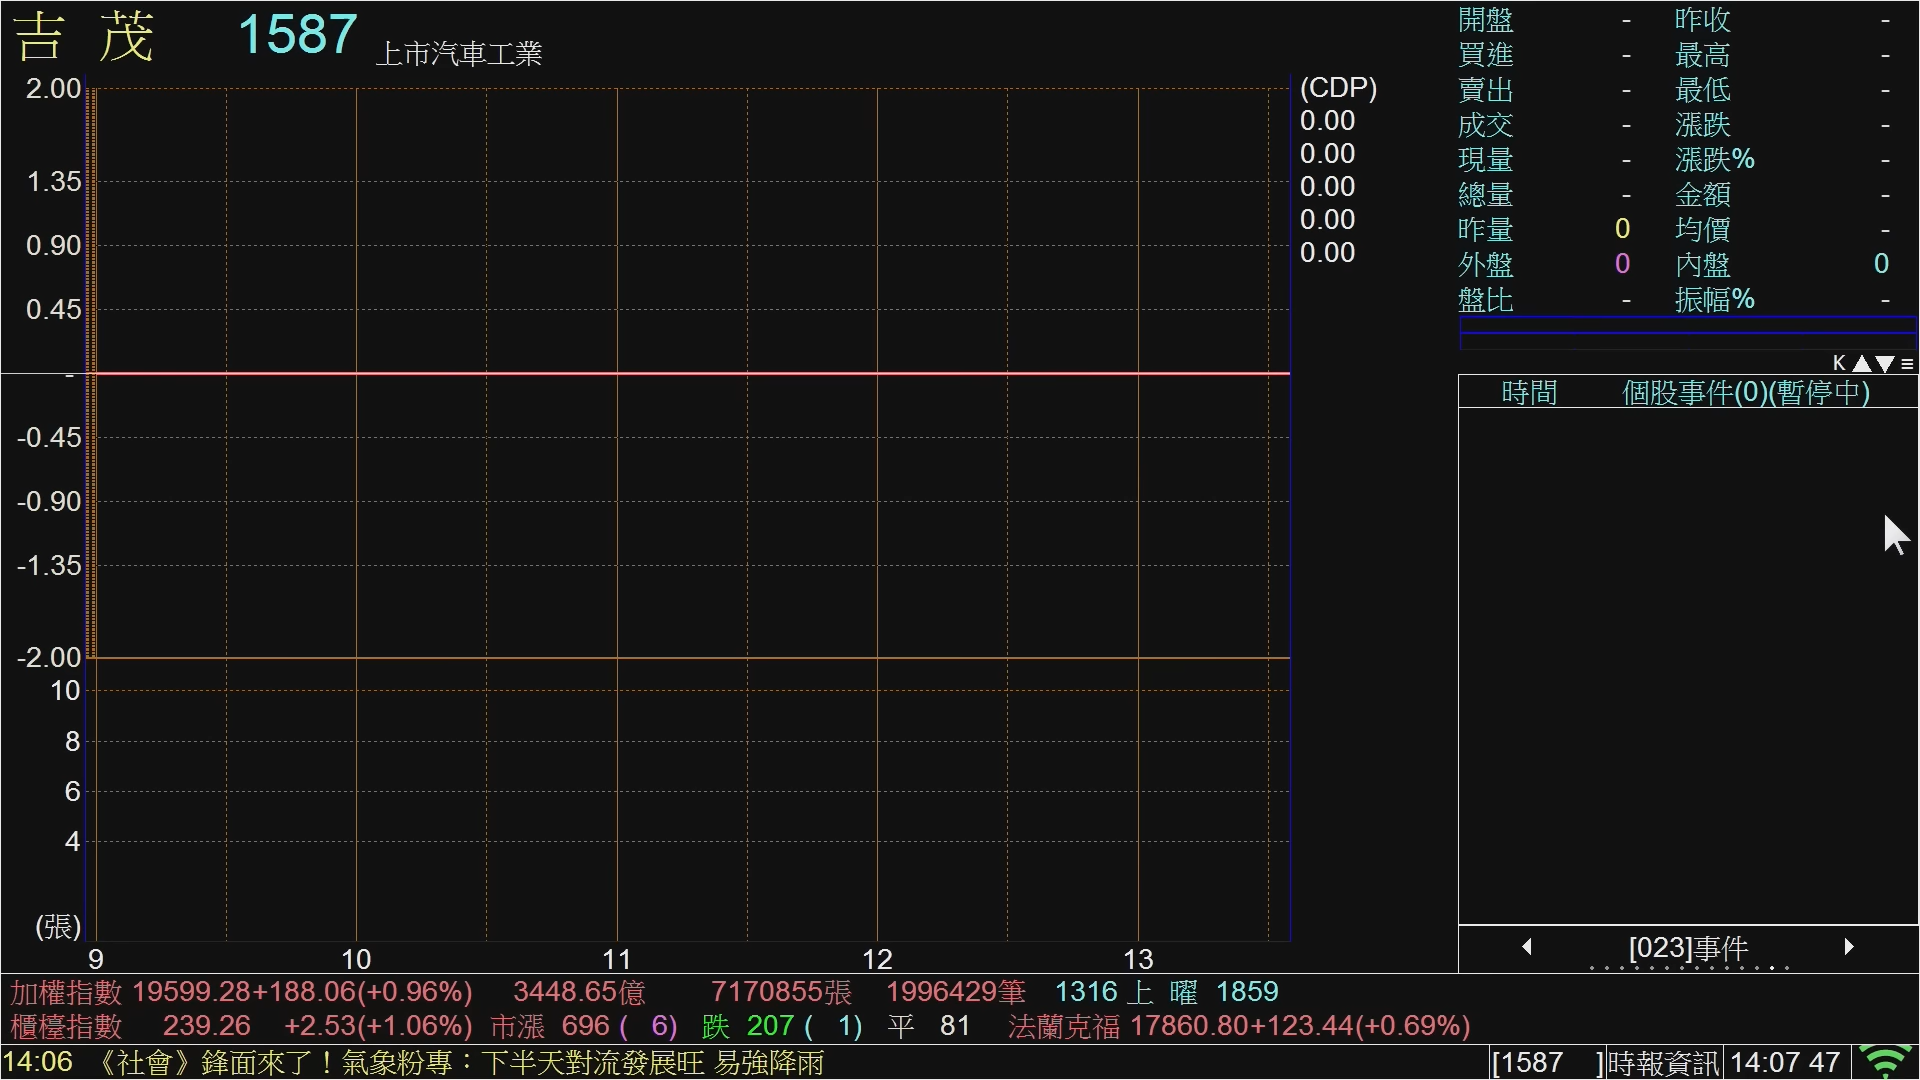 吉 茂 1587 上市汽車工業
2.00
1.35
0.90
0.45
-
-0.45
-0.90
-1.35
-2.00
10
8
6
4
(張)
9 10 11 12 13
(CDP)
0.00
0.00
0.00
0.00
0.00
開盤 - 昨收 -
買進 - 最高 -
賣出 - 最低 -
成交 - 漲跌 -
現量 - 漲跌% -
總量 - 金額 -
昨量 0 均價 -
外盤 0 內盤 0
盤比 - 振幅% -
K ▲▼≡
時間 個股事件(0)(暫停中)
[023]事件
加權指數 19599.28+188.06(+0.96%) 3448.65億 7170855張 1996429筆 1316 上 曜 1859
櫃檯指數 239.26 +2.53(+1.06%) 市漲 696 ( 6) 跌 207 ( 1) 平 81 法蘭克福 17860.80+123.44(+0.69%)
14:06 《社會》鋒面來了！氣象粉專：下半天對流發展旺 易強降雨 [1587 ]時報資訊 14:07 47